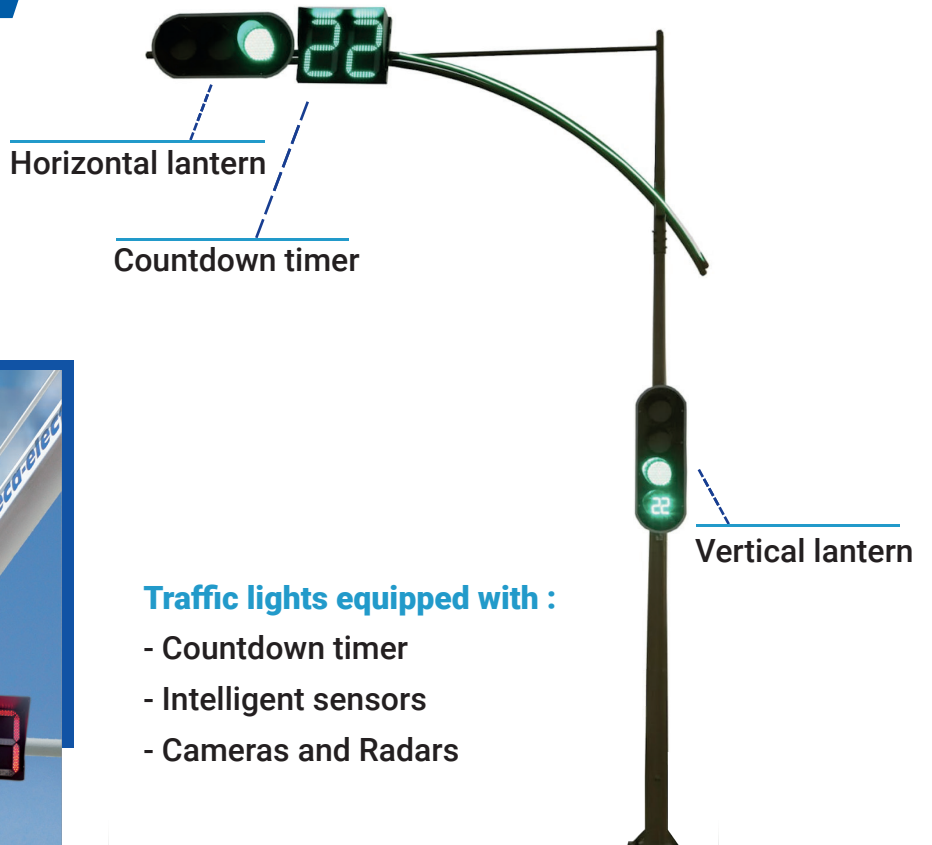 22
Horizontal lantern
Countdown timer
22
Vertical lantern
Traffic lights equipped with :
- Countdown timer
- Intelligent sensors
- Cameras and Radars